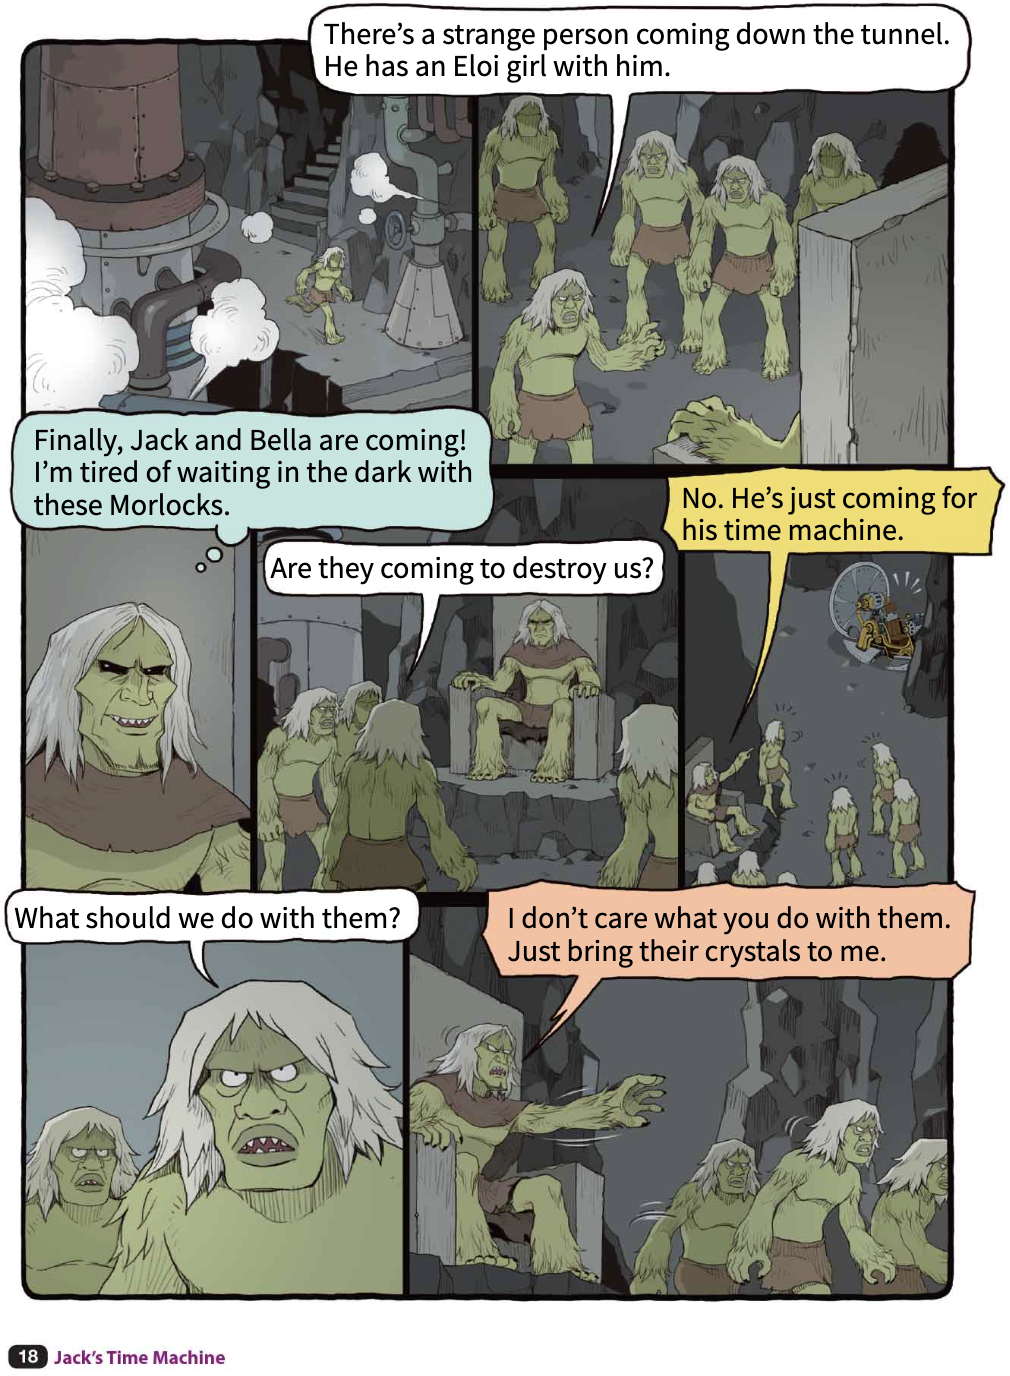 There's a strange person coming down the tunnel.
He has an Eloi girl with him.
Finally, Jack and Bella are coming!
I'm tired of waiting in the dark with
these Morlocks.
Are they coming to destroy us?
No. He's just coming for
his time machine.
What should we do with them?
I don't care what you do with them.
Just bring their crystals to me.
18 Jack's Time Machine